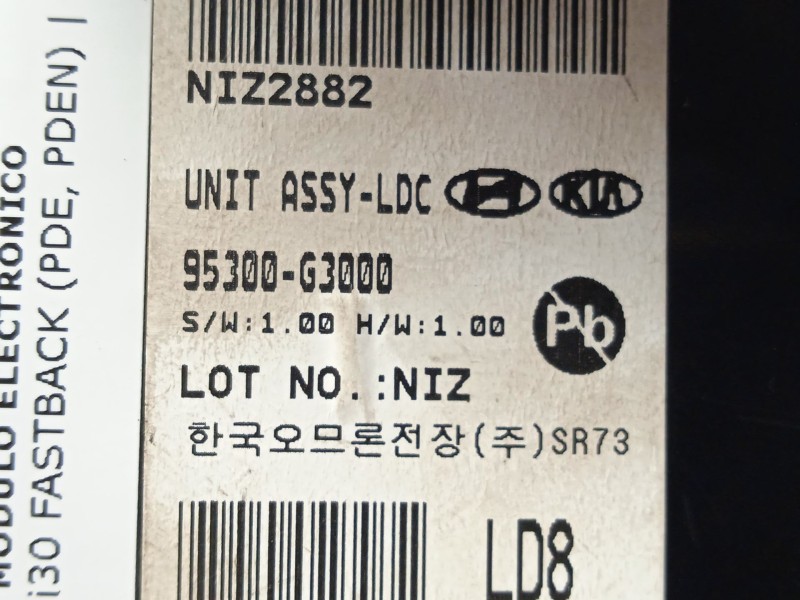 NIZ2882
UNIT ASSY-LDC KIA
95300-G3000
S/W:1.00 H/W:1.00
Pb
LOT NO.:NIZ
한국오므론전장(주)SR73
LD8
MODULO ELECTRONICO
i30 FASTBACK (PDE, PDEN) |